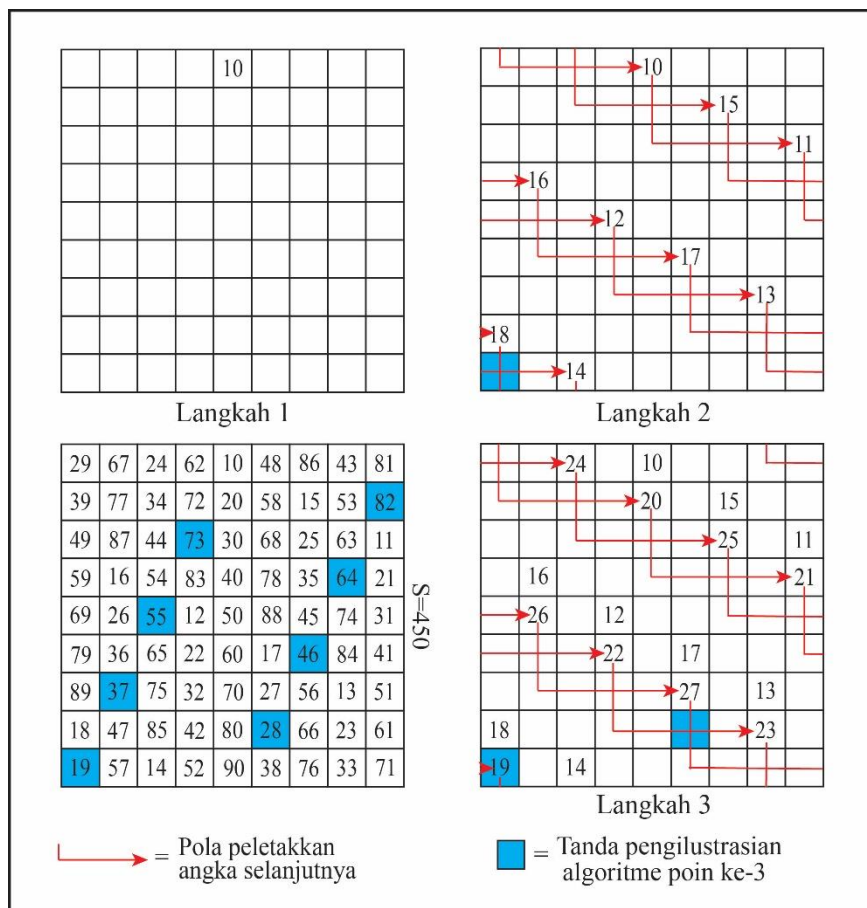 10
Langkah 1
10
15
11
16
12
17
13
18
14
Langkah 2
29 67 24 62 10 48 86 43 81
39 77 34 72 20 58 15 53 82
49 87 44 73 30 68 25 63 11
59 16 54 83 40 78 35 64 21
69 26 55 12 50 88 45 74 31
79 36 65 22 60 17 46 84 41
89 37 75 32 70 27 56 13 51
18 47 85 42 80 28 66 23 61
19 57 14 52 90 38 76 33 71
S=450
24 10
20 15
25 11
16 21
26 12
22 17
27 13
18 23
19 14
Langkah 3
= Pola peletakkan
angka selanjutnya
= Tanda pengilustrasian
algoritme poin ke-3